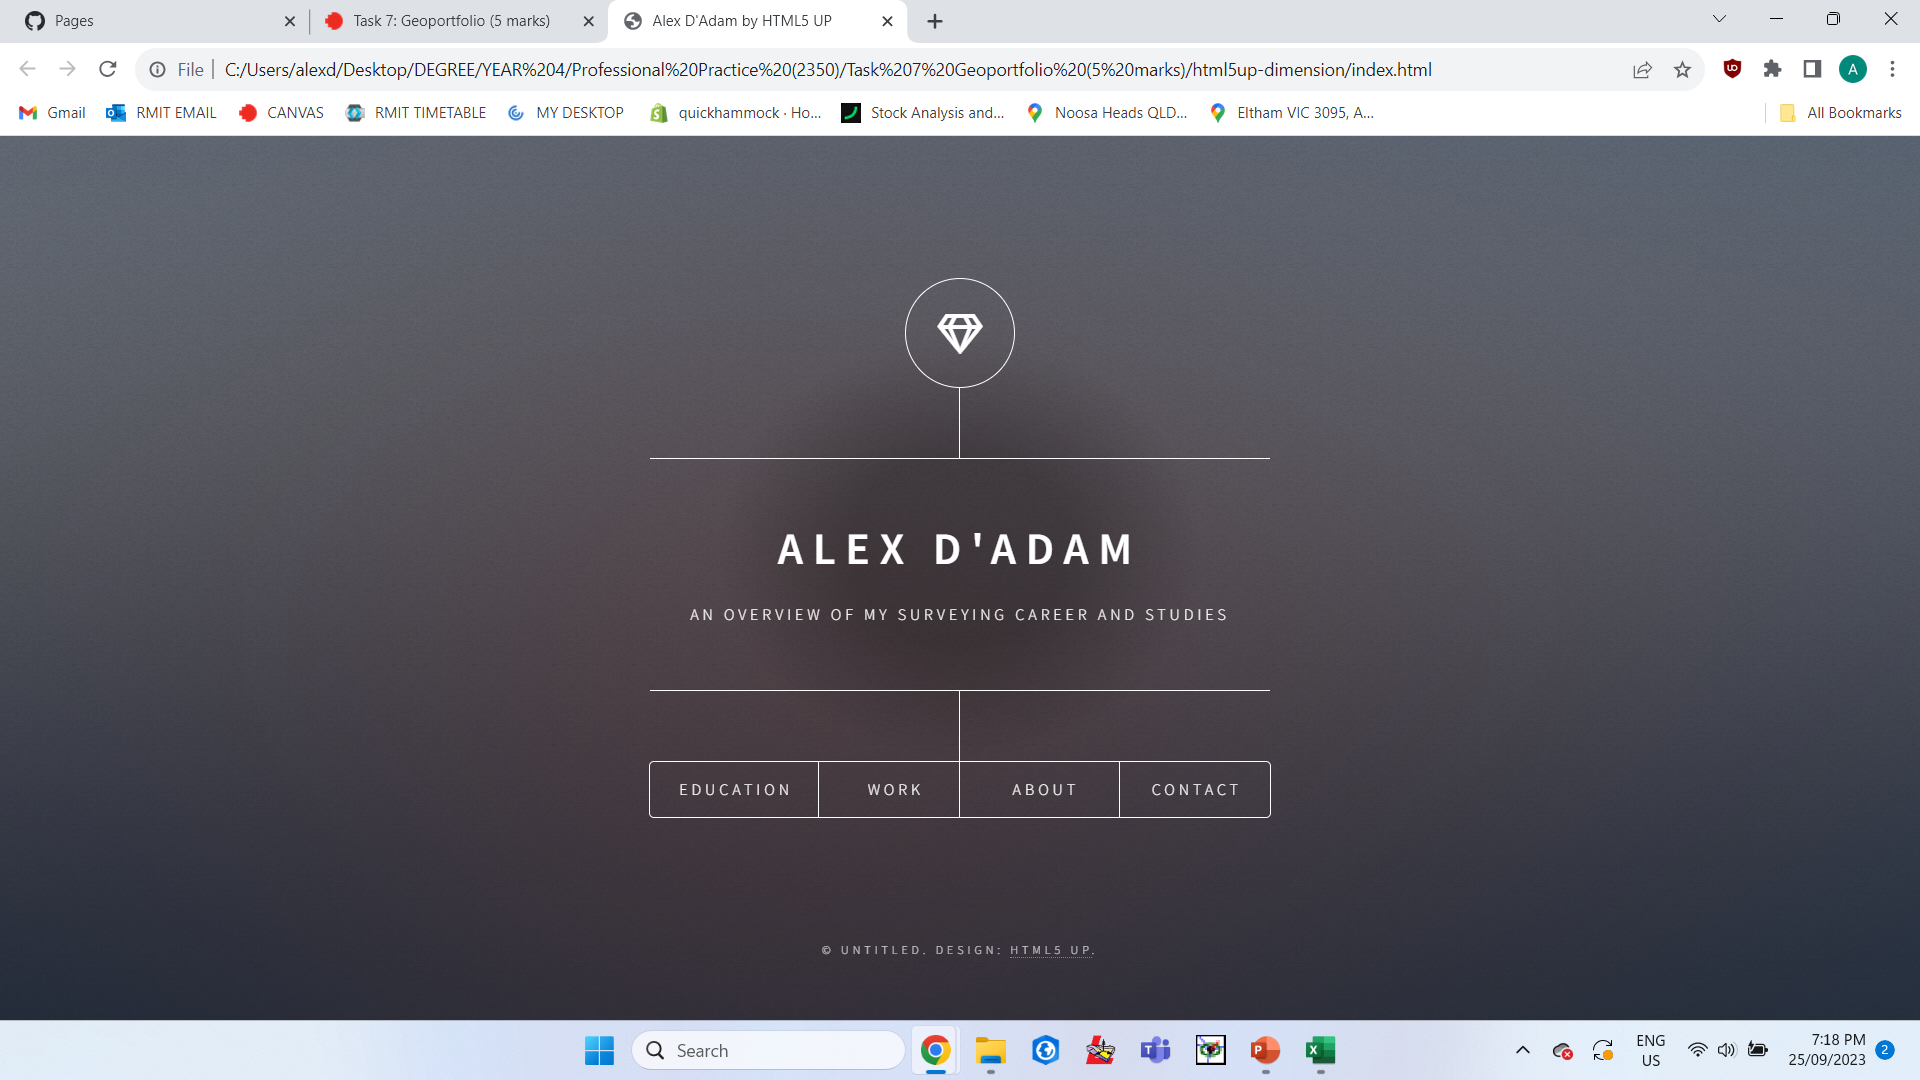 Pages
Task 7: Geoportfolio (5 marks)
Alex D'Adam by HTML5 UP
File
C:/Users/alexd/Desktop/DEGREE/YEAR%204/Professional%20Practice%20(2350)/Task%207%20Geoportfolio%20(5%20marks)/html5up-dimension/index.html
A
Gmail
RMIT EMAIL
CANVAS
RMIT TIMETABLE
MY DESKTOP
quickhammock · Ho...
Stock Analysis and...
Noosa Heads QLD...
Eltham VIC 3095, A...
All Bookmarks
ALEX D'ADAM
AN OVERVIEW OF MY SURVEYING CAREER AND STUDIES
EDUCATION
WORK
ABOUT
CONTACT
© UNTITLED. DESIGN: HTML5 UP.
Search
ENG
US
7:18 PM
25/09/2023
2